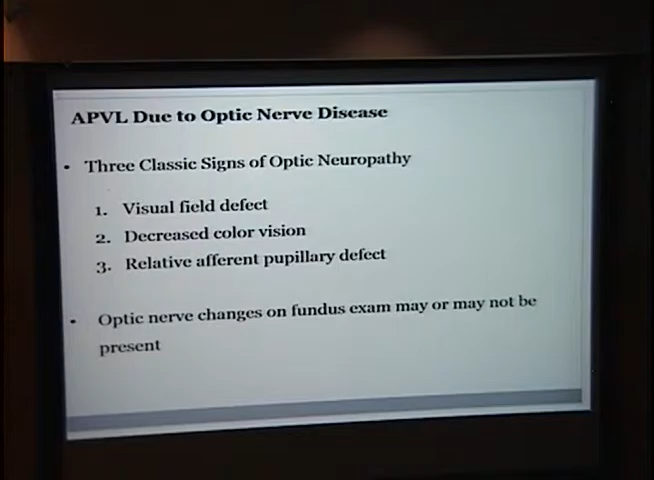 APVL Due to Optic Nerve Disease
• Three Classic Signs of Optic Neuropathy
1. Visual field defect
2. Decreased color vision
3. Relative afferent pupillary defect
• Optic nerve changes on fundus exam may or may not be
present